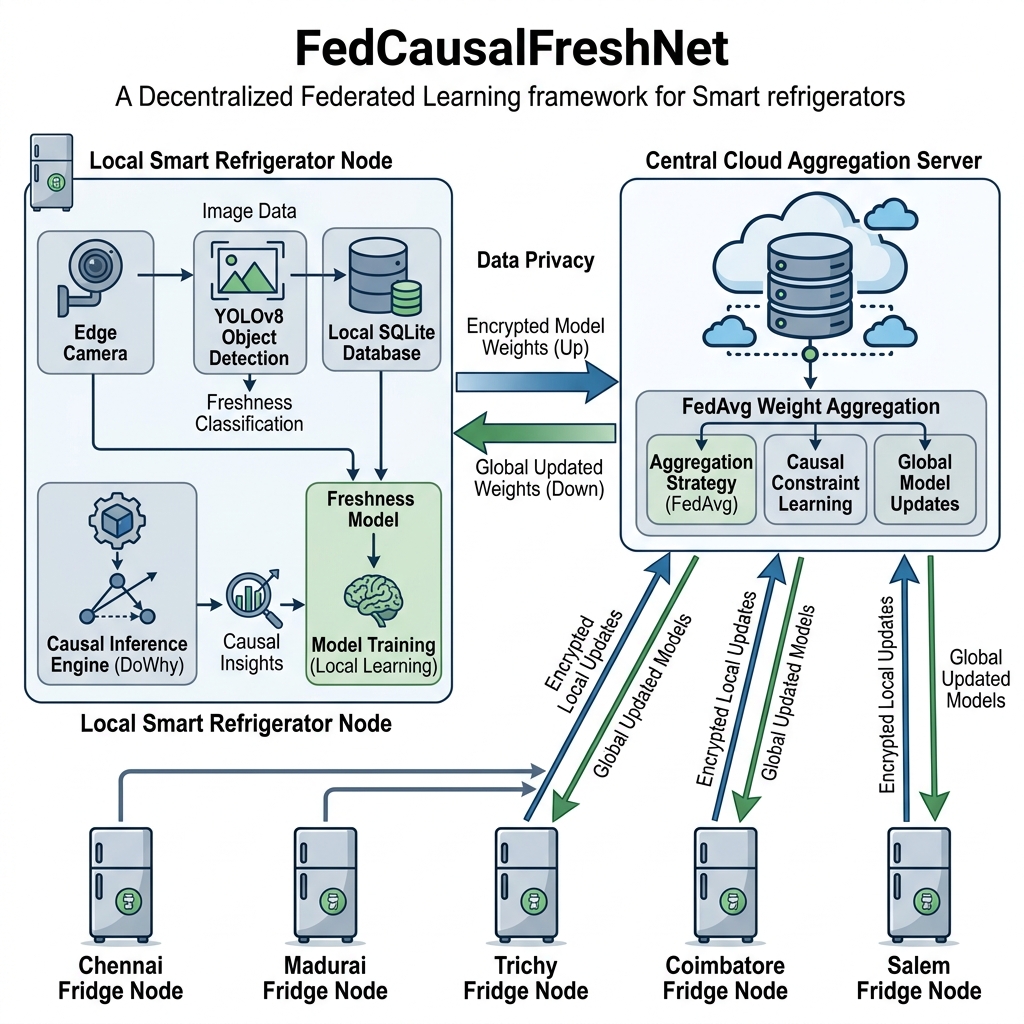 FedCausalFreshNet
A Decentralized Federated Learning framework for Smart refrigerators
Local Smart Refrigerator Node
Image Data
Edge
Camera
YOLOv8
Object
Detection
Local SQLite
Database
Freshness
Classification
Causal Inference
Engine (DoWhy)
Causal
Insights
Freshness
Model
Model Training
(Local Learning)
Local Smart Refrigerator Node
Data Privacy
Encrypted Model
Weights (Up)
Global Updated
Weights (Down)
Central Cloud Aggregation Server
FedAvg Weight Aggregation
Aggregation
Strategy
(FedAvg)
Causal
Constraint
Learning
Global
Model
Updates
Encrypted
Local Updates
Global Updated Models
Encrypted Local Updates
Global Updated Models
Encrypted Local Updates
Global
Updated
Models
Chennai
Fridge Node
Madurai
Fridge Node
Trichy
Fridge Node
Coimbatore
Fridge Node
Salem
Fridge Node